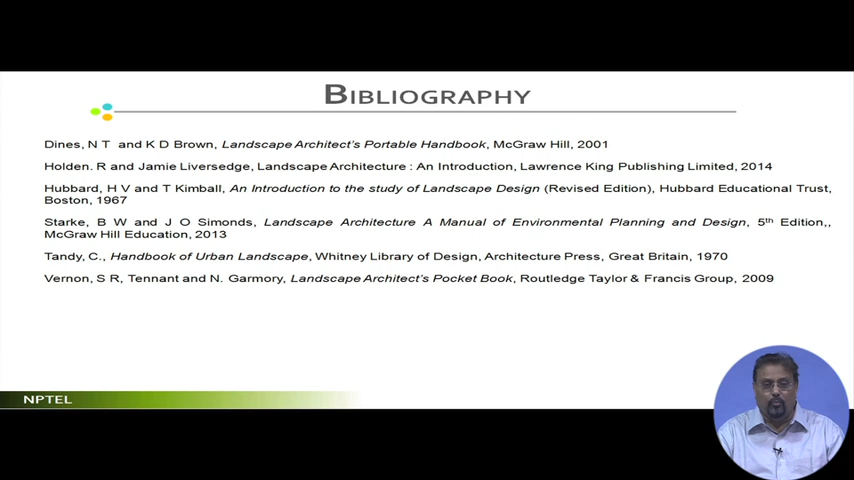 BIBLIOGRAPHY
Dines, N T and K D Brown, Landscape Architect's Portable Handbook, McGraw Hill, 2001
Holden. R and Jamie Liversedge, Landscape Architecture : An Introduction, Lawrence King Publishing Limited, 2014
Hubbard, H V and T Kimball, An Introduction to the study of Landscape Design (Revised Edition), Hubbard Educational Trust,
Boston, 1967
Starke, B W and J O Simonds, Landscape Architecture A Manual of Environmental Planning and Design, 5th Edition,,
McGraw Hill Education, 2013
Tandy, C., Handbook of Urban Landscape, Whitney Library of Design, Architecture Press, Great Britain, 1970
Vernon, S R, Tennant and N. Garmory, Landscape Architect's Pocket Book, Routledge Taylor & Francis Group, 2009
NPTEL